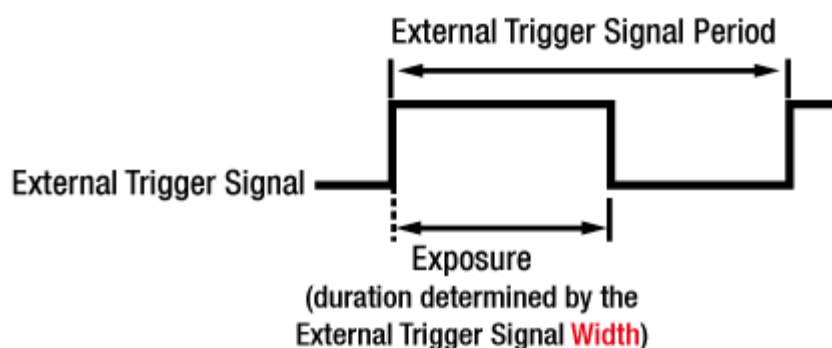 External Trigger Signal Period
External Trigger Signal
Exposure
(duration determined by the
External Trigger Signal Width)